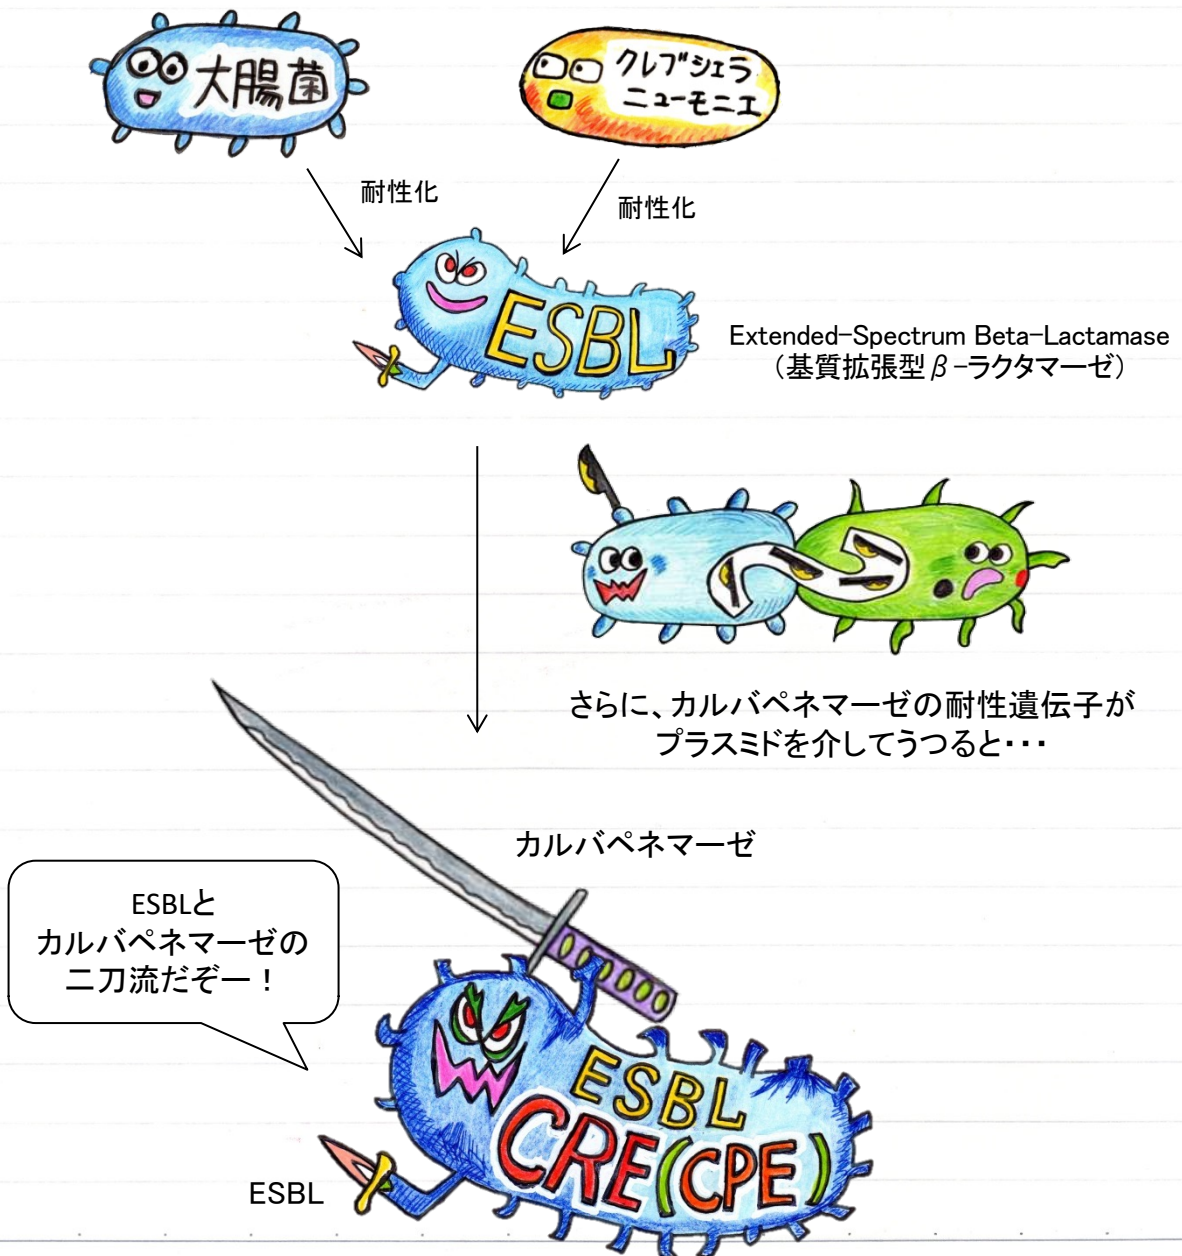 大腸菌
クレブシェラ
ニューモニエ
耐性化
耐性化
ESBL
Extended-Spectrum Beta-Lactamase
（基質拡張型β-ラクタマーゼ）
さらに、カルバペネマーゼの耐性遺伝子が
プラスミドを介してうつると・・・
カルバペネマーゼ
ESBLと
カルバペネマーゼの
二刀流だぞー！
ESBL
CRE(CPE)
ESBL